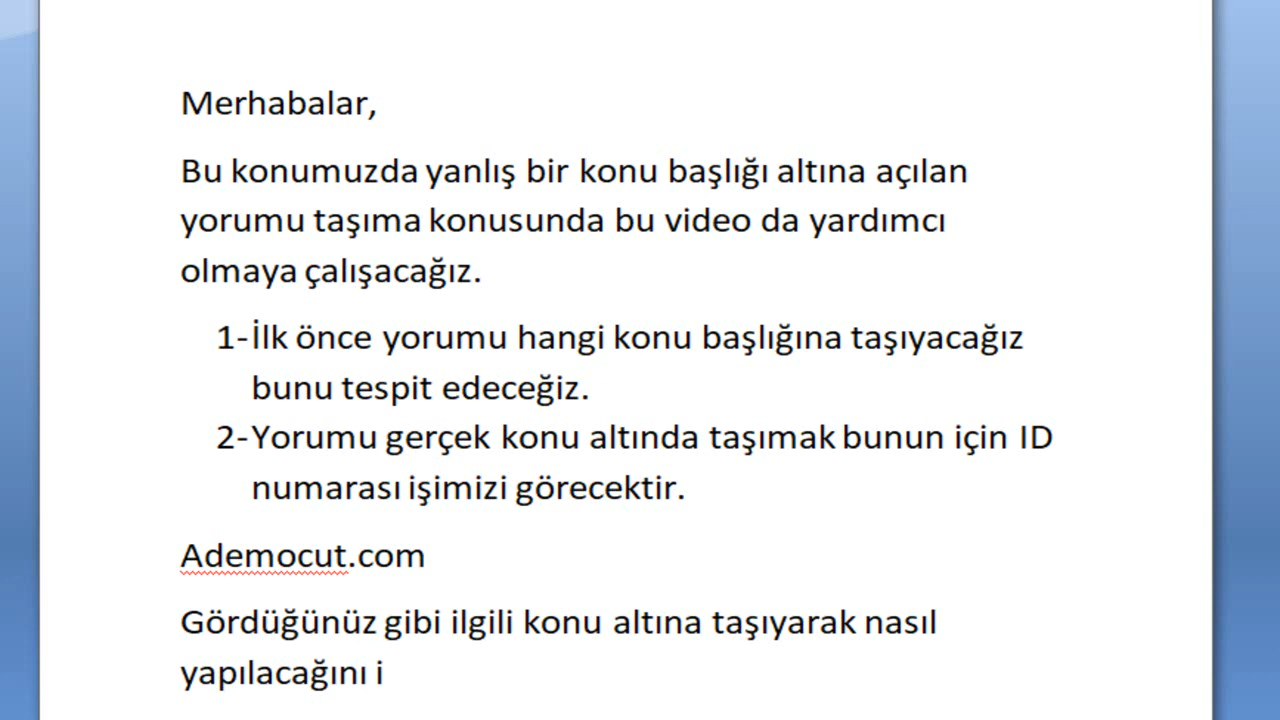 Merhabalar,
Bu konumuzda yanlış bir konu başlığı altına açılan
yorumu taşıma konusunda bu video da yardımcı
olmaya çalışacağız.
1-İlk önce yorumu hangi konu başlığına taşıyacağız
bunu tespit edeceğiz.
2-Yorumu gerçek konu altında taşımak bunun için ID
numarası işimizi görecektir.
Ademocut.com
Gördüğünüz gibi ilgili konu altına taşıyarak nasıl
yapılacağını i